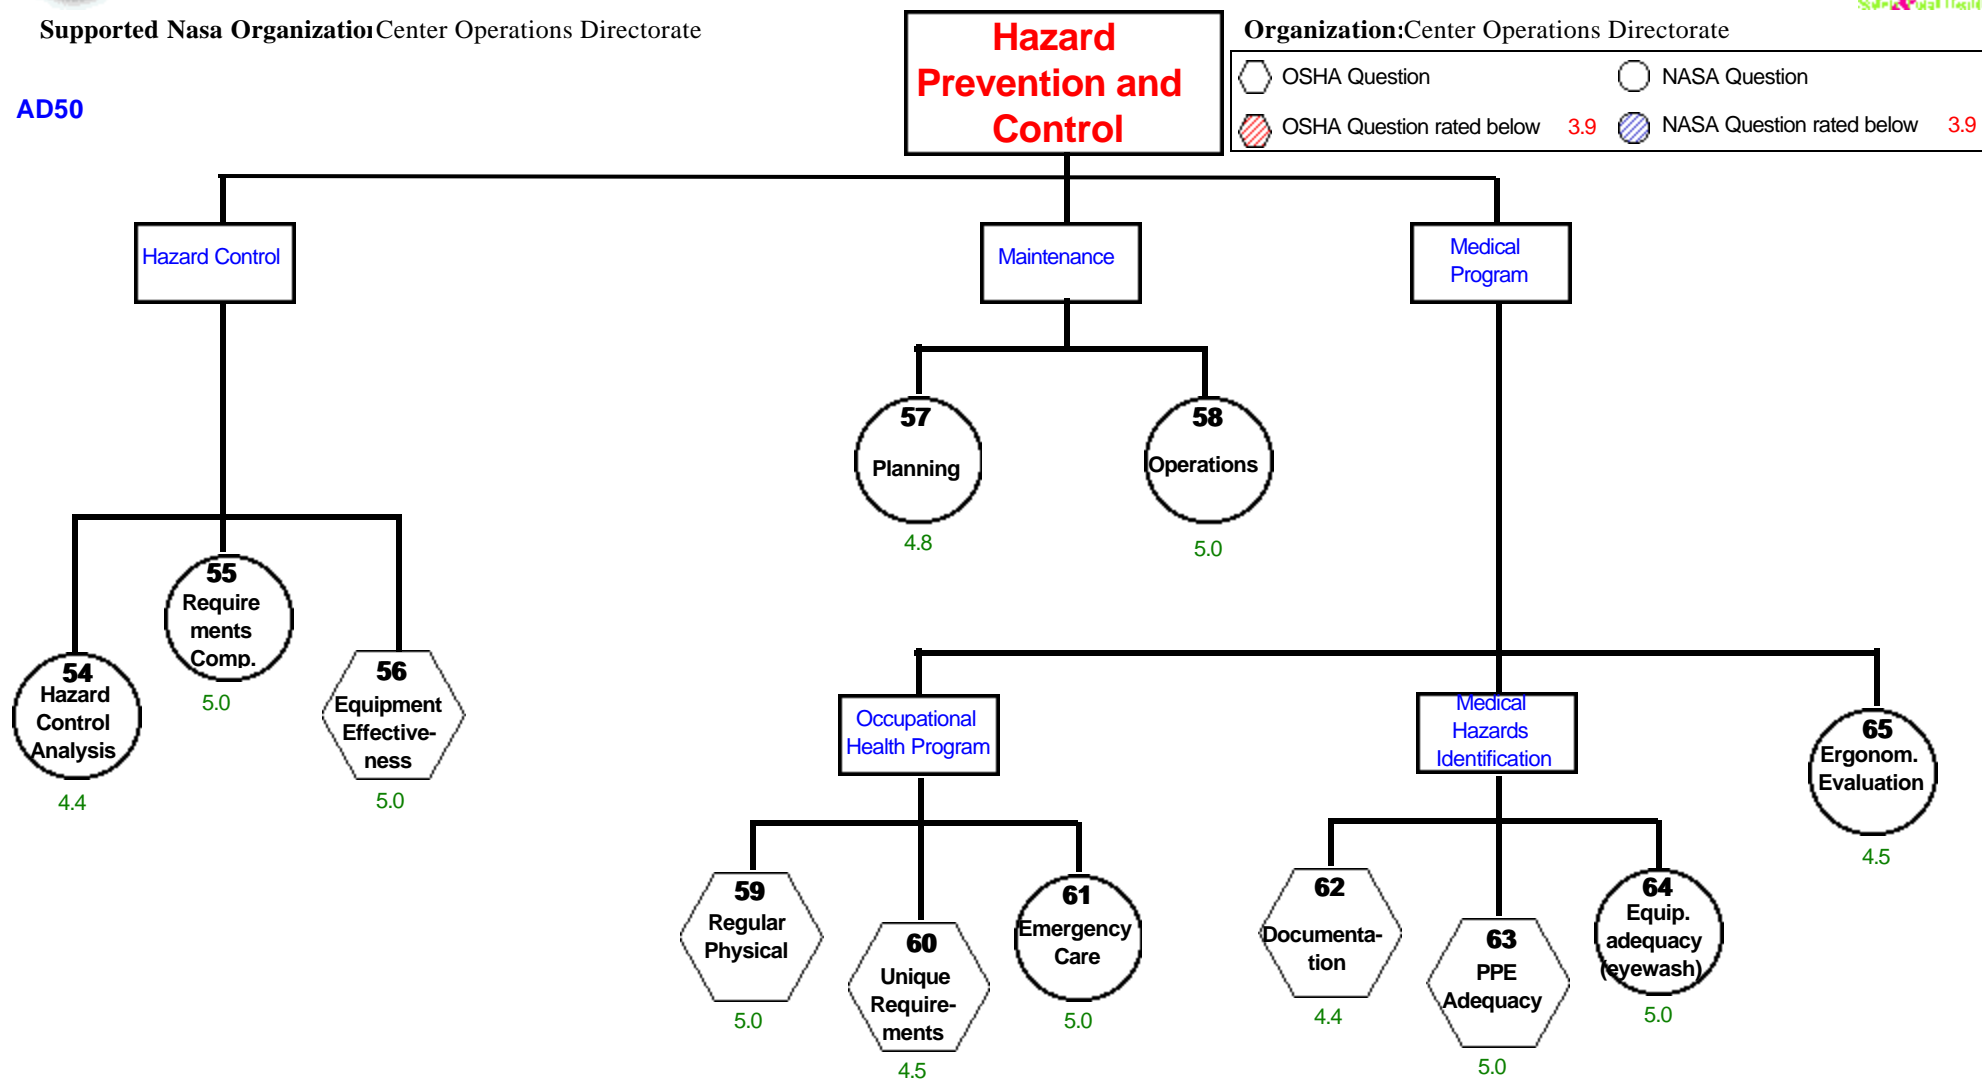 Supported Nasa Organization Center Operations Directorate
Hazard
Prevention and
Control
Organization: Center Operations Directorate
OSHA Question
NASA Question
OSHA Question rated below 3.9
NASA Question rated below 3.9
AD50
Hazard Control
Maintenance
Medical
Program
57
Planning
4.8
58
Operations
5.0
54
Hazard
Control
Analysis
4.4
55
Require
ments
Comp.
5.0
56
Equipment
Effective-
ness
5.0
Occupational
Health Program
Medical
Hazards
Identification
65
Ergonom.
Evaluation
4.5
59
Regular
Physical
5.0
60
Unique
Require-
ments
4.5
61
Emergency
Care
5.0
62
Documenta-
tion
4.4
63
PPE
Adequacy
5.0
64
Equip.
adequacy
(eyewash)
5.0